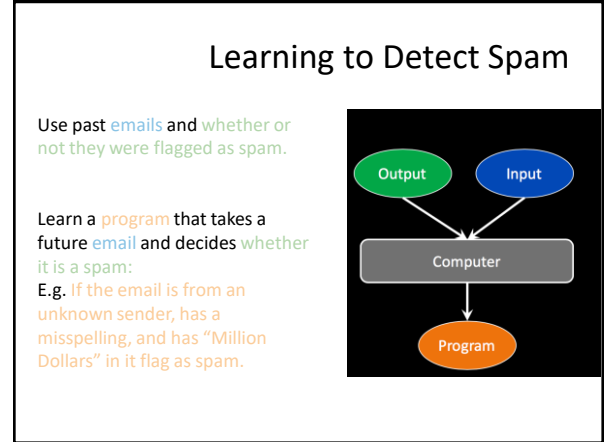 Learning to Detect Spam
Use past emails and whether or
not they were flagged as spam.
Learn a program that takes a
future email and decides whether
it is a spam:
E.g. If the email is from an
unknown sender, has a
misspelling, and has “Million
Dollars” in it flag as spam.
Output Input
Computer
Program